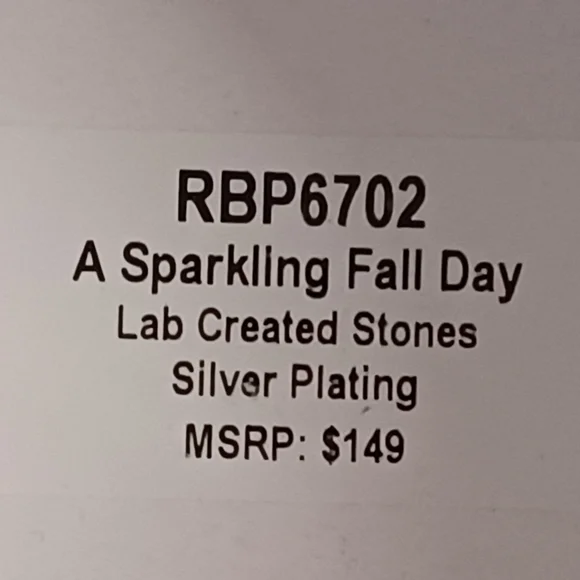 RBP6702
A Sparkling Fall Day
Lab Created Stones
Silver Plating
MSRP: $149